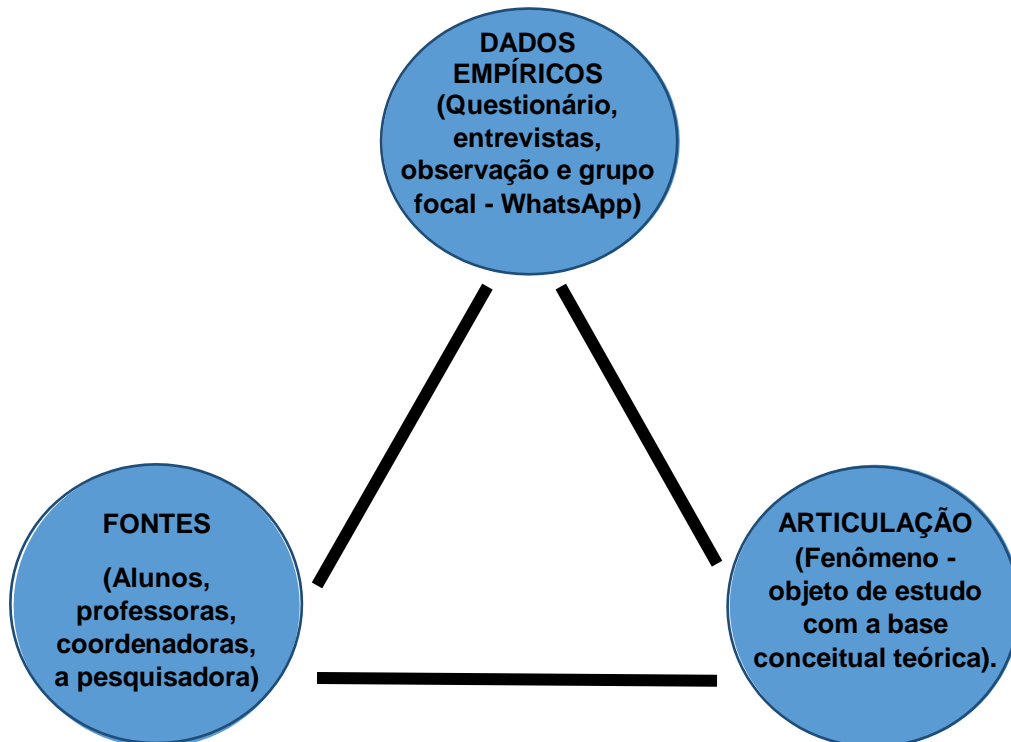 DADOS
EMPÍRICOS
(Questionário,
entrevistas,
observação e grupo
focal - WhatsApp)
FONTES
(Alunos,
professoras,
coordenadoras,
a pesquisadora)
ARTICULAÇÃO
(Fenômeno -
objeto de estudo
com a base
conceitual teórica).